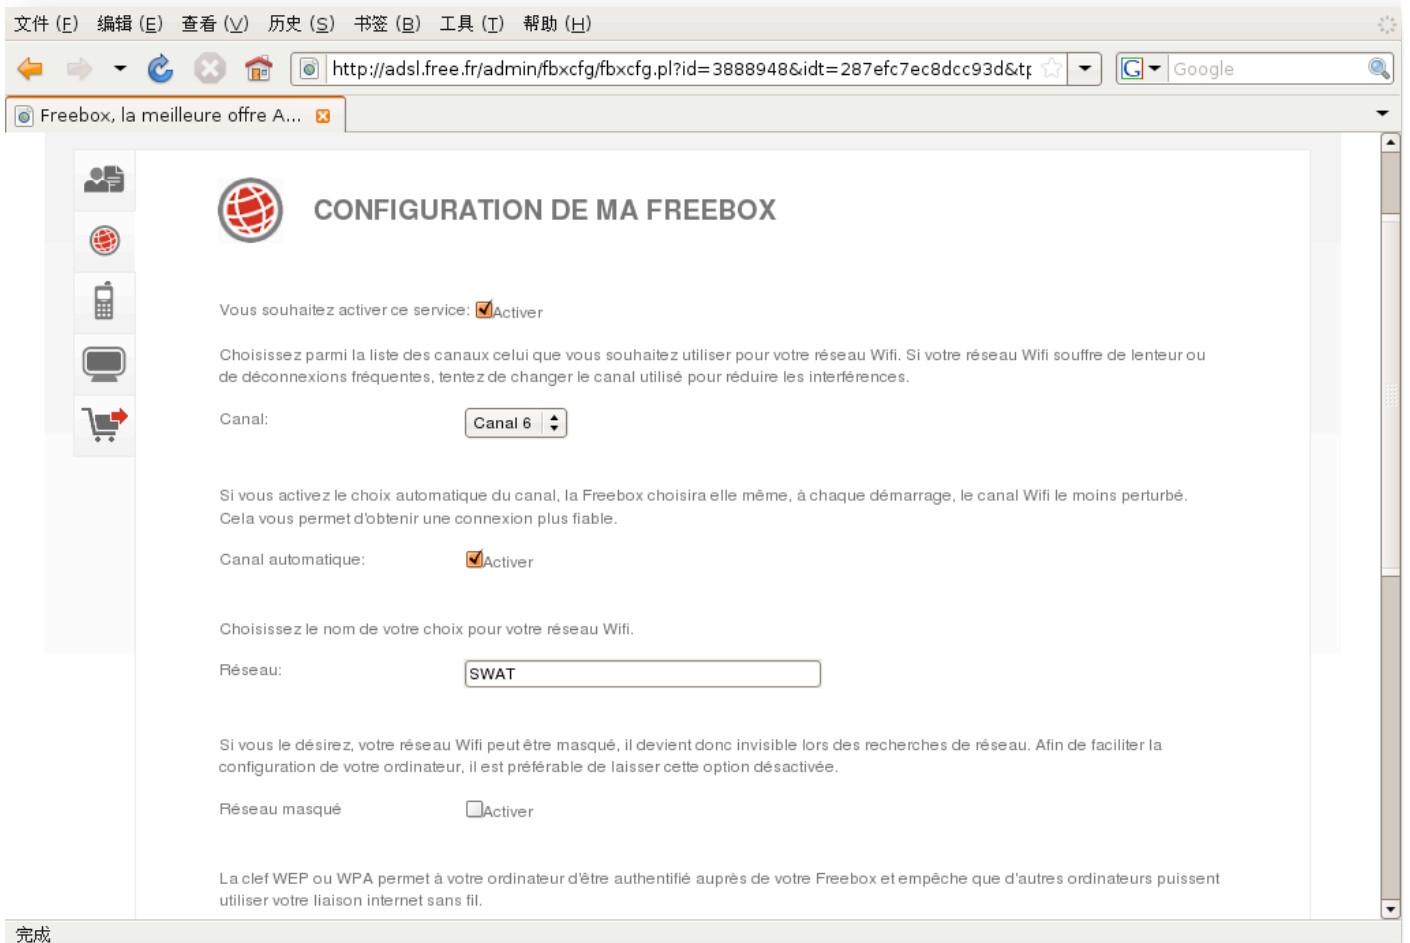 文件 (F) 编辑 (E) 查看 (V) 历史 (S) 书签 (B) 工具 (T) 帮助 (H)
http://adsl.free.fr/admin/fbxcfg/fbxcfg.pl?id=3888948&idt=287efc7ec8dcc93d&tp
Google
Freebox, la meilleure offre A...
CONFIGURATION DE MA FREEBOX
Vous souhaitez activer ce service: Activer
Choisissez parmi la liste des canaux celui que vous souhaitez utiliser pour votre réseau Wifi. Si votre réseau Wifi souffre de lenteur ou
de déconnexions fréquentes, tentez de changer le canal utilisé pour réduire les interférences.
Canal: Canal 6
Si vous activez le choix automatique du canal, la Freebox choisira elle même, à chaque démarrage, le canal Wifi le moins perturbé.
Cela vous permet d'obtenir une connexion plus fiable.
Canal automatique: Activer
Choisissez le nom de votre choix pour votre réseau Wifi.
Réseau: SWAT
Si vous le désirez, votre réseau Wifi peut être masqué, il devient donc invisible lors des recherches de réseau. Afin de faciliter la
configuration de votre ordinateur, il est préférable de laisser cette option désactivée.
Réseau masqué Activer
La clef WEP ou WPA permet à votre ordinateur d'être authentifié auprès de votre Freebox et empêche que d'autres ordinateurs puissent
utiliser votre liaison internet sans fil.
完成